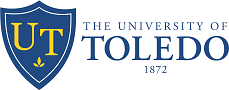 UT
THE UNIVERSITY OF
TOLEDO
1872